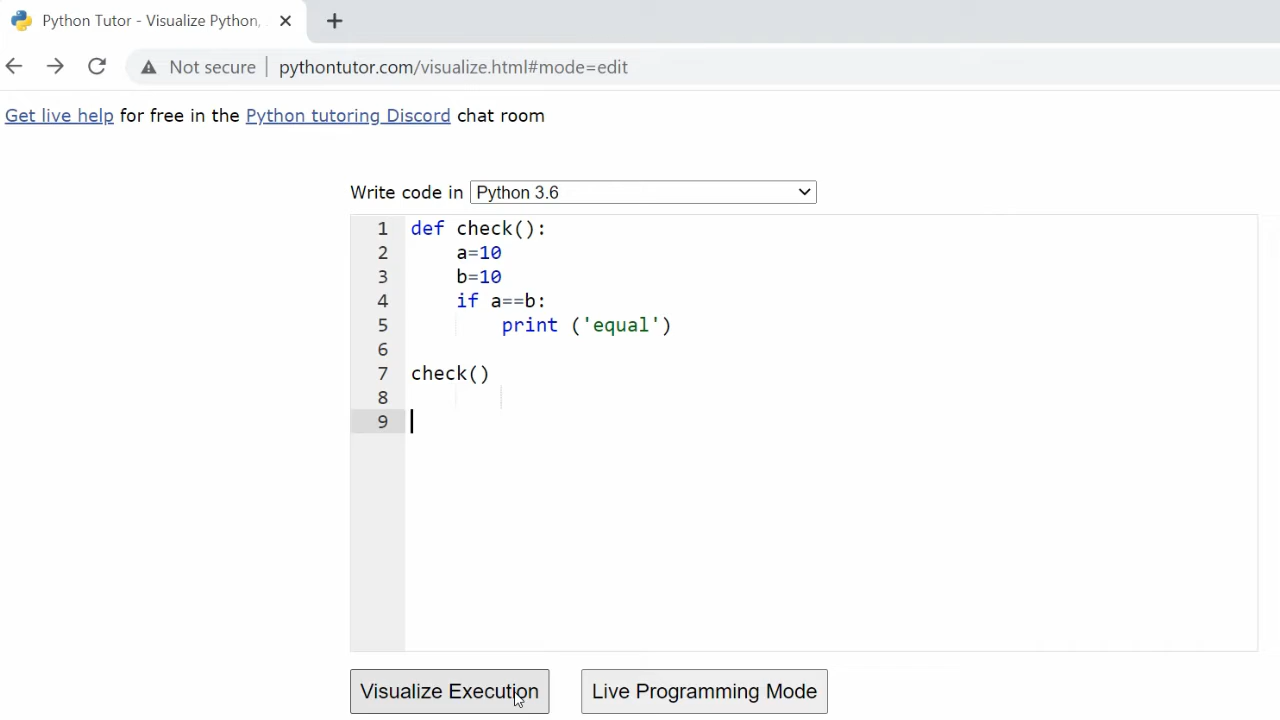 Python Tutor - Visualize Python,
Not secure pythontutor.com/visualize.html#mode=edit
Get live help for free in the Python tutoring Discord chat room
Write code in Python 3.6
1 def check():
2 a=10
3 b=10
4 if a==b:
5 print ('equal')
6
7 check()
8
9
Visualize Execution Live Programming Mode